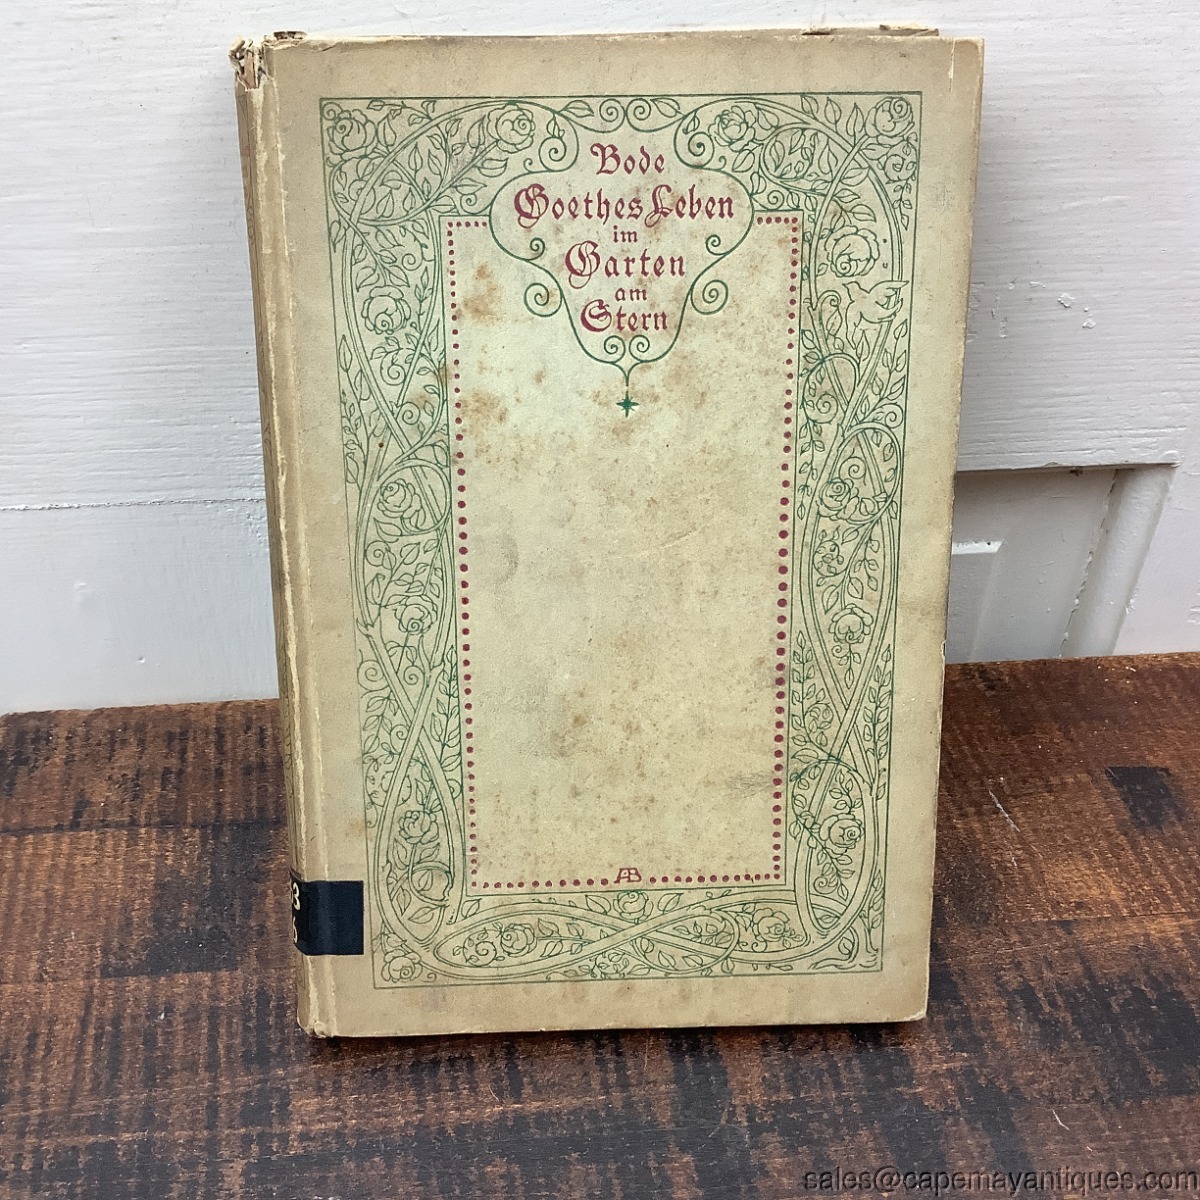 Bode
Goethes Leben
im
Garten
am
Stern
AB
sales@capemayantiques.com